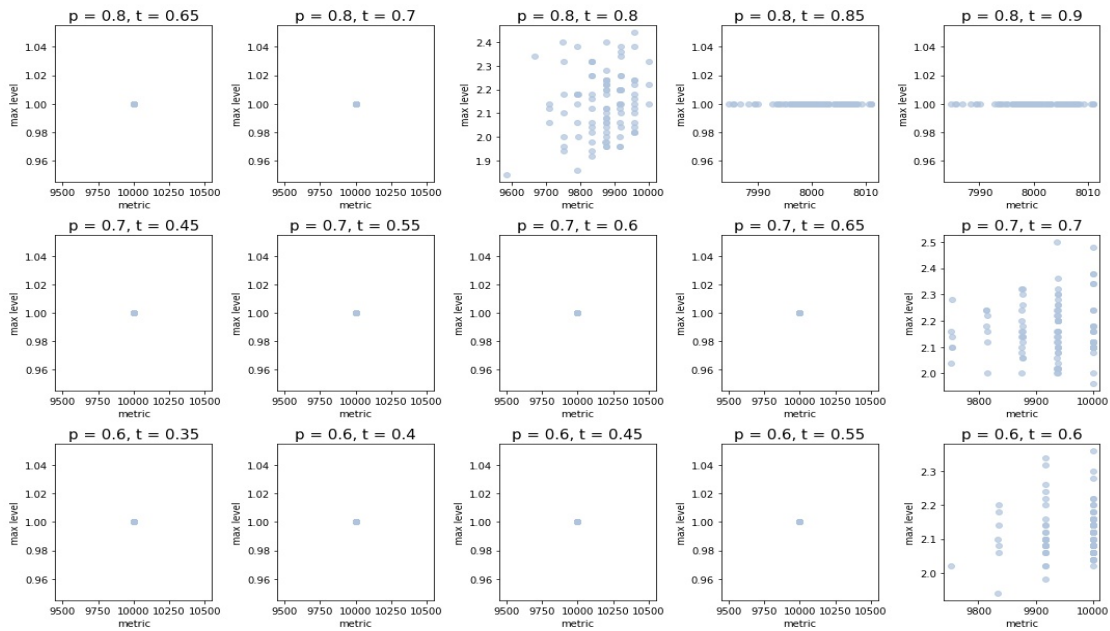 p = 0.8, t = 0.65
p = 0.8, t = 0.7
p = 0.8, t = 0.8
p = 0.8, t = 0.85
p = 0.8, t = 0.9
max level
1.04
1.02
1.00
0.98
0.96
max level
1.04
1.02
1.00
0.98
0.96
max level
2.4
2.3
2.2
2.1
2.0
1.9
max level
1.04
1.02
1.00
0.98
0.96
max level
1.04
1.02
1.00
0.98
0.96
9500 9750 10000 10250 10500
9500 9750 10000 10250 10500
9600 9700 9800 9900 10000
7990 8000 8010
7990 8000 8010
metric
metric
metric
metric
metric
p = 0.7, t = 0.45
p = 0.7, t = 0.55
p = 0.7, t = 0.6
p = 0.7, t = 0.65
p = 0.7, t = 0.7
max level
1.04
1.02
1.00
0.98
0.96
max level
1.04
1.02
1.00
0.98
0.96
max level
1.04
1.02
1.00
0.98
0.96
max level
1.04
1.02
1.00
0.98
0.96
max level
2.5
2.4
2.3
2.2
2.1
2.0
9500 9750 10000 10250 10500
9500 9750 10000 10250 10500
9500 9750 10000 10250 10500
9500 9750 10000 10250 10500
9800 9900 10000
metric
metric
metric
metric
metric
p = 0.6, t = 0.35
p = 0.6, t = 0.4
p = 0.6, t = 0.45
p = 0.6, t = 0.55
p = 0.6, t = 0.6
max level
1.04
1.02
1.00
0.98
0.96
max level
1.04
1.02
1.00
0.98
0.96
max level
1.04
1.02
1.00
0.98
0.96
max level
1.04
1.02
1.00
0.98
0.96
max level
2.3
2.2
2.1
2.0
9500 9750 10000 10250 10500
9500 9750 10000 10250 10500
9500 9750 10000 10250 10500
9500 9750 10000 10250 10500
9800 9900 10000
metric
metric
metric
metric
metric